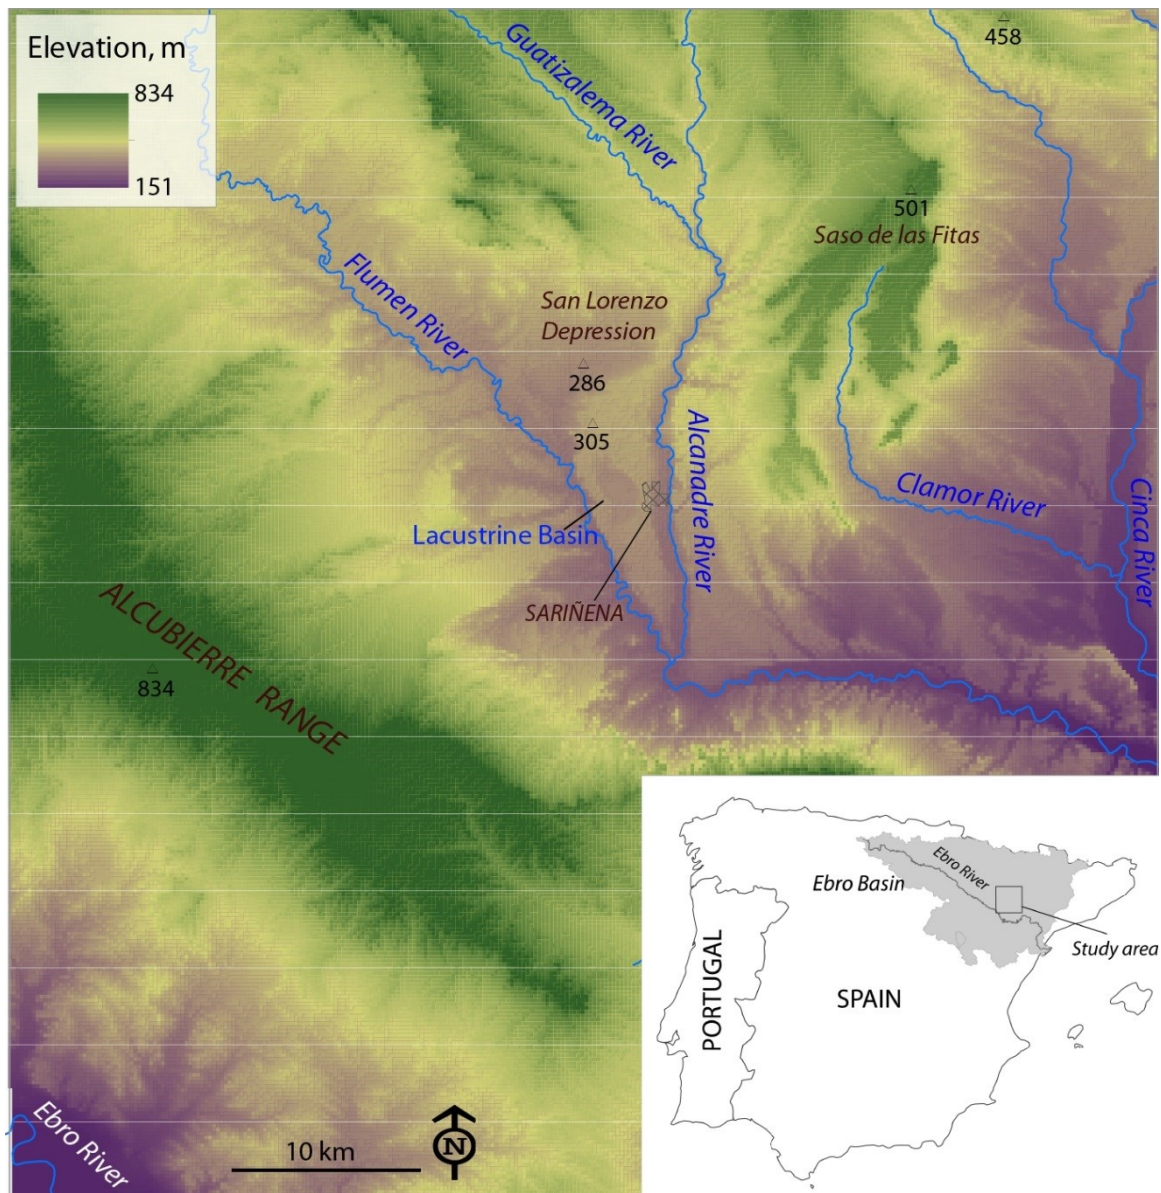 Elevation, m
834
151
Guatizalema River
458
501
Saso de las Fitas
Flumen River
San Lorenzo
Depression
286
305
Alcanadre River
Clamor River
Cinca River
Lacustrine Basin
SARIÑENA
ALCUBIERRE RANGE
834
Ebro River
10 km
N
Ebro River
Ebro Basin
Study area
PORTUGAL
SPAIN